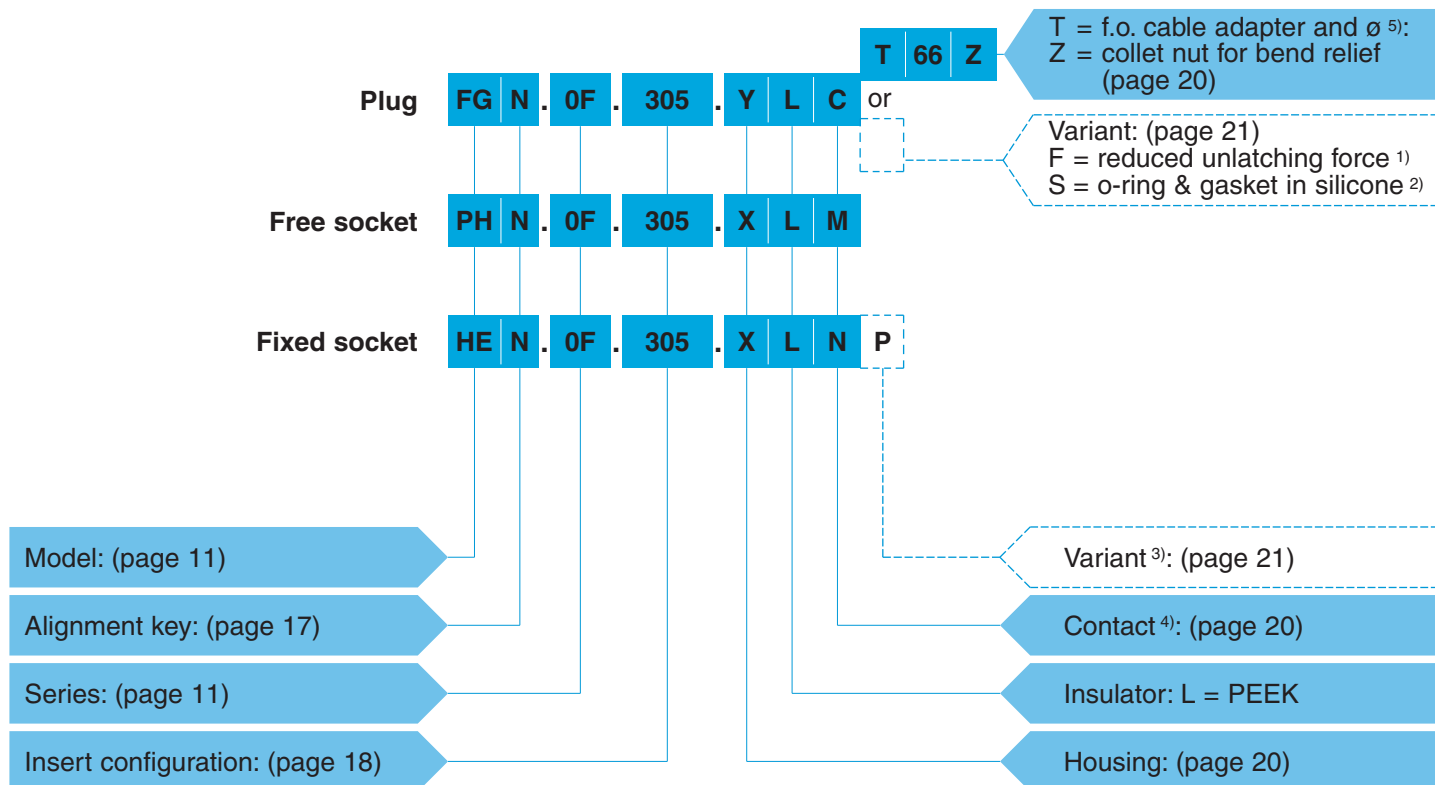 T 66 Z
T = f.o. cable adapter and ø 5):
Z = collet nut for bend relief
(page 20)
Plug FG N . 0F . 305 . Y L C or
Variant: (page 21)
F = reduced unlatching force 1)
S = o-ring & gasket in silicone 2)
Free socket PH N . 0F . 305 . X L M
Fixed socket HE N . 0F . 305 . X L N P
Model: (page 11)
Variant 3): (page 21)
Alignment key: (page 17)
Contact 4): (page 20)
Series: (page 11)
Insulator: L = PEEK
Insert configuration: (page 18)
Housing: (page 20)